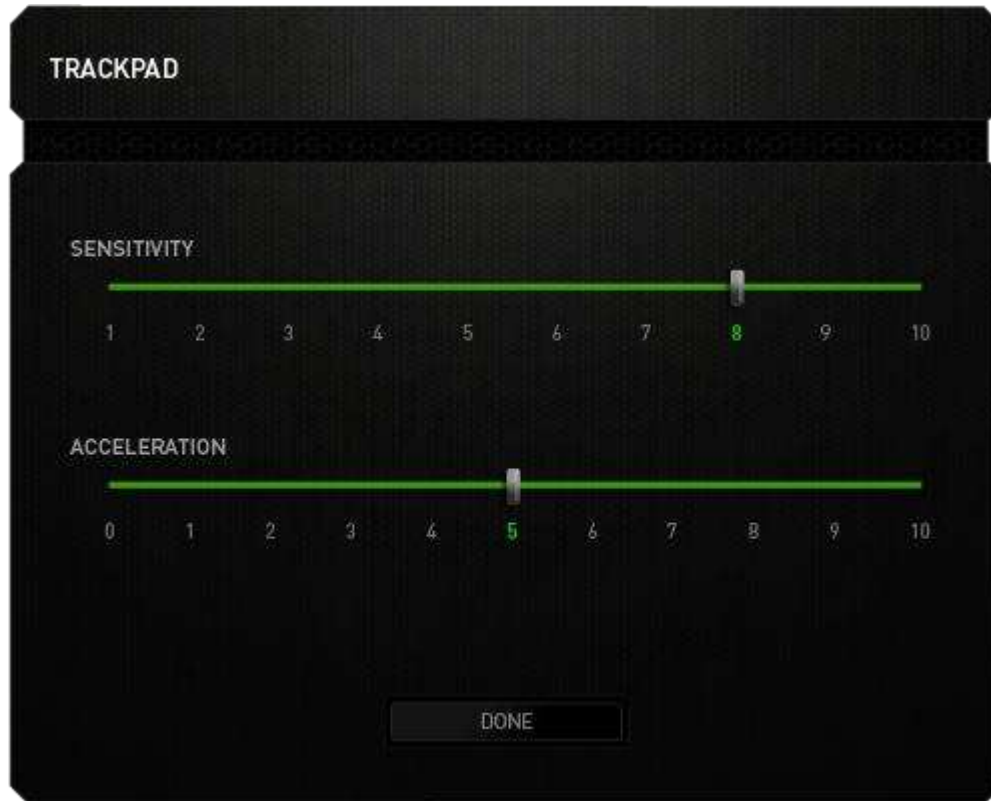 TRACKPAD
SENSITIVITY
1 2 3 4 5 6 7 8 9 10
ACCELERATION
0 1 2 3 4 5 6 7 8 9 10
DONE